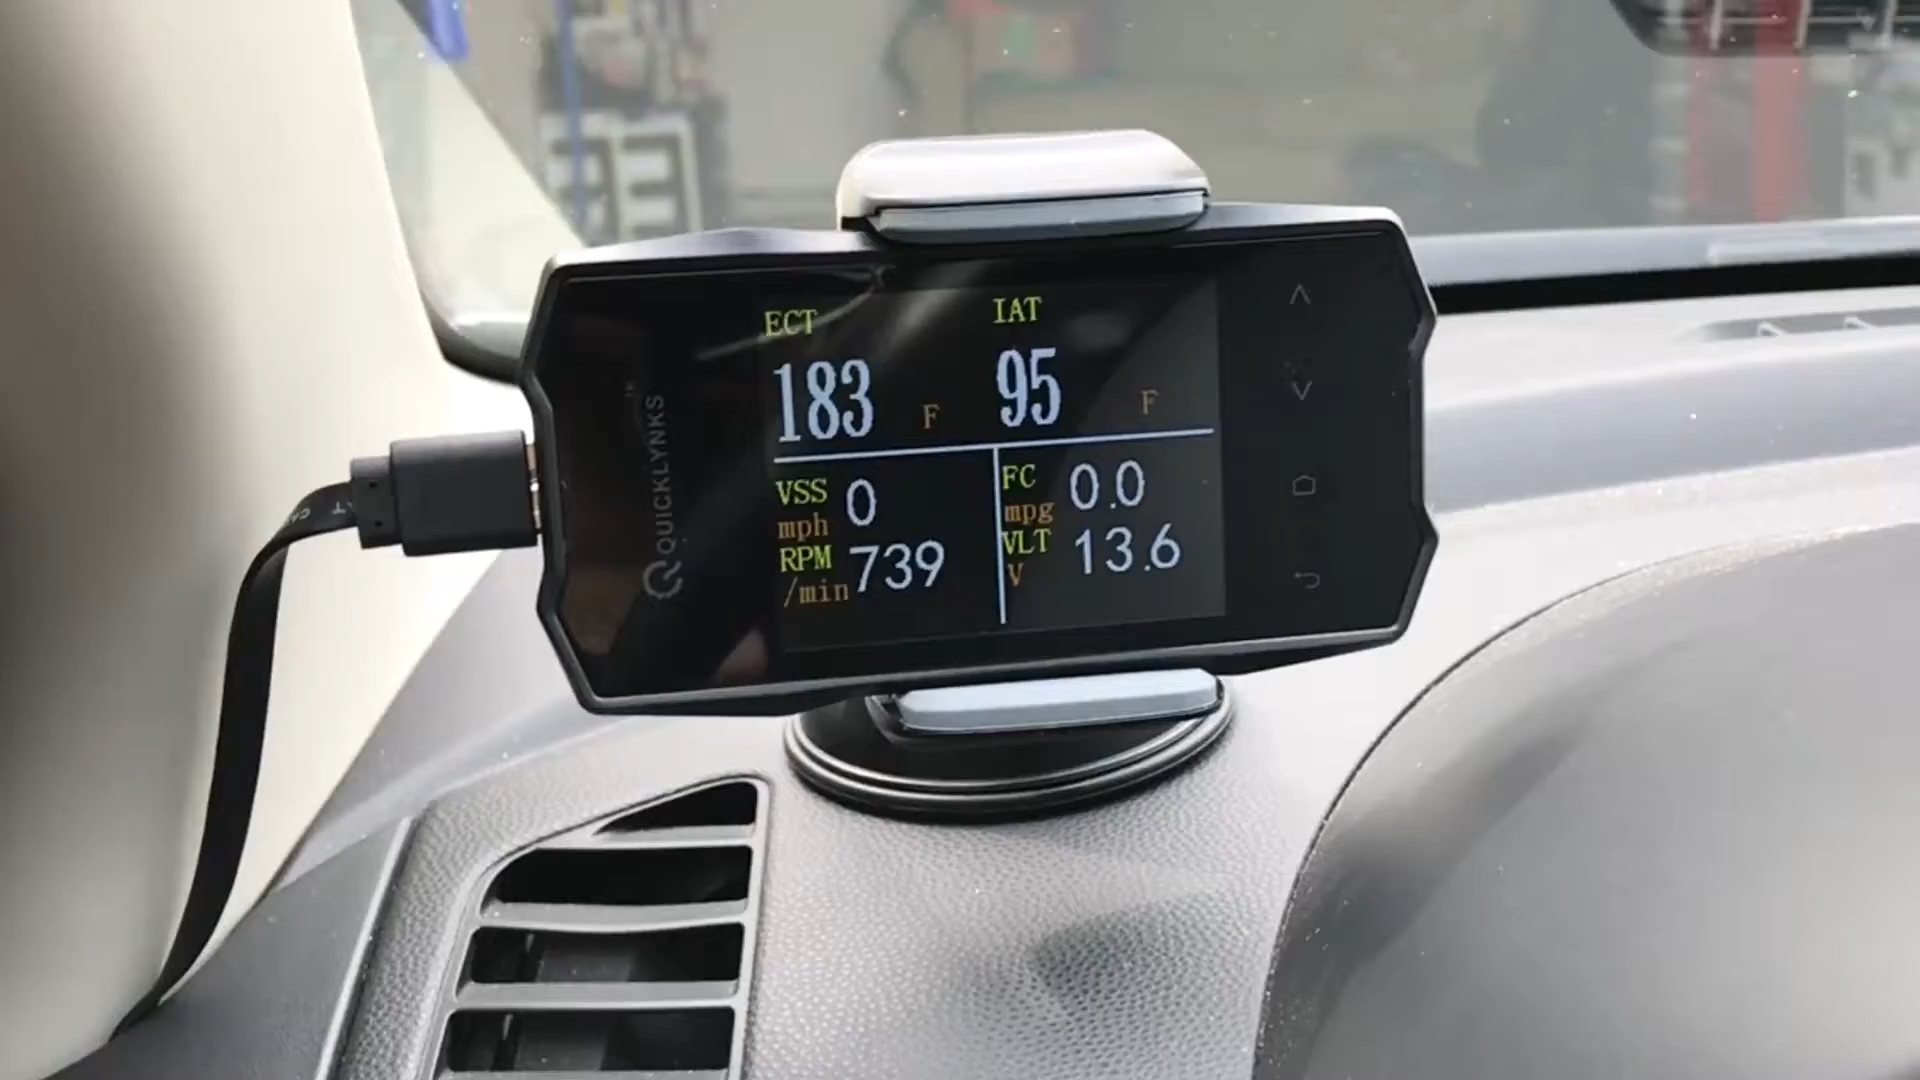 QUICKLYNKS
ECT
183 F
IAT
95 F
VSS 0
mph
RPM 739
/min
FC 0.0
mpg
VLT 13.6
V